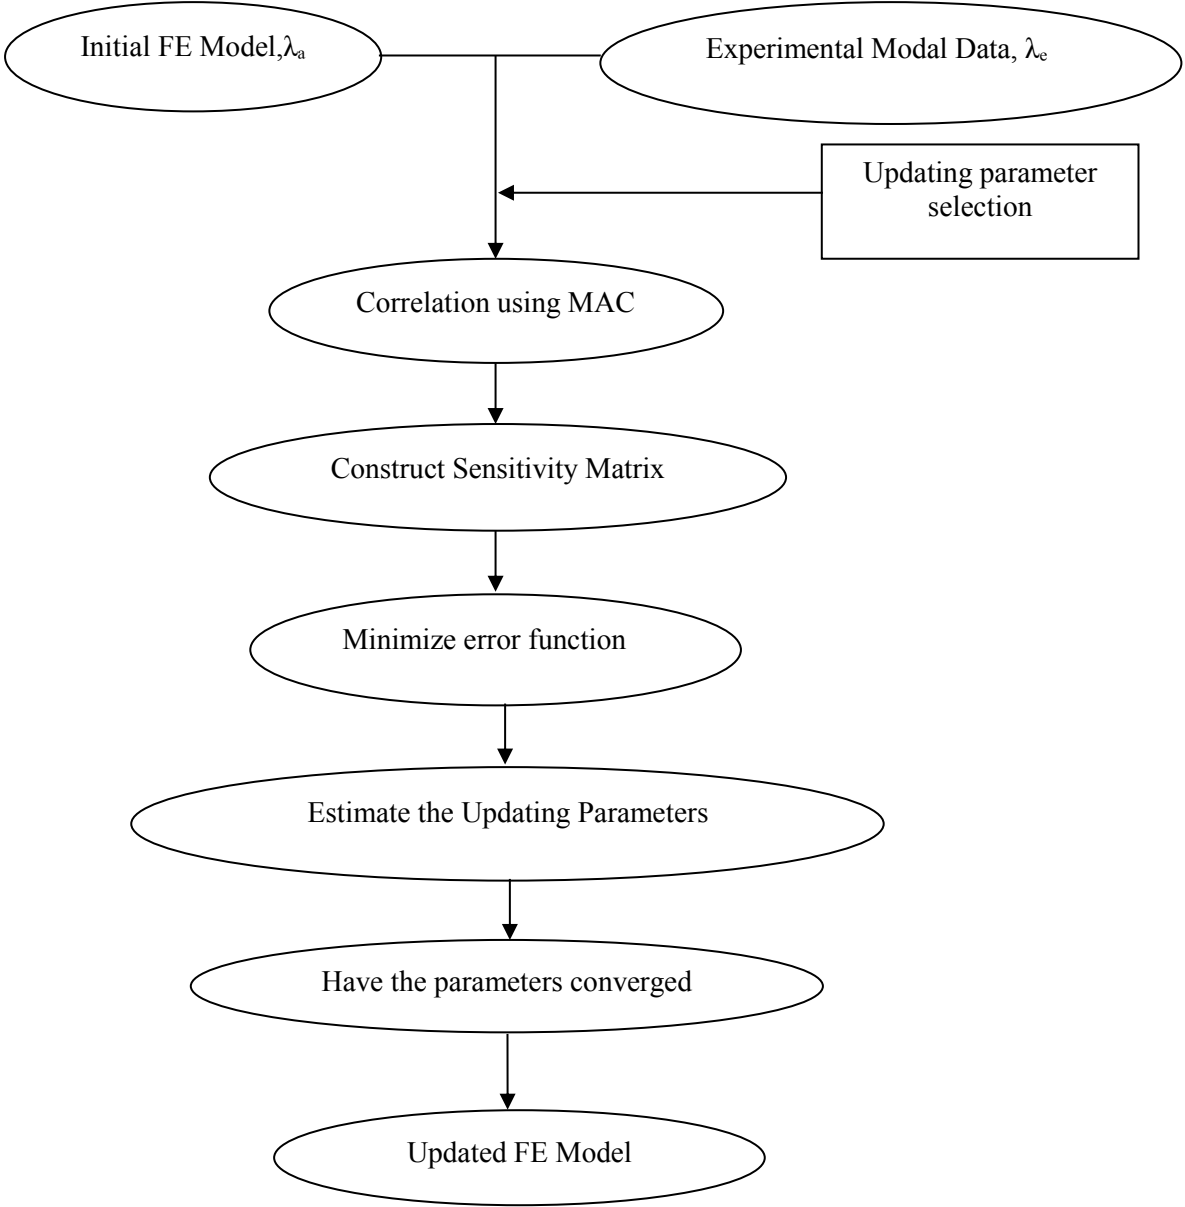 Initial FE Model,λₐ
Experimental Modal Data, λₑ
Updating parameter
selection
Correlation using MAC
Construct Sensitivity Matrix
Minimize error function
Estimate the Updating Parameters
Have the parameters converged
Updated FE Model